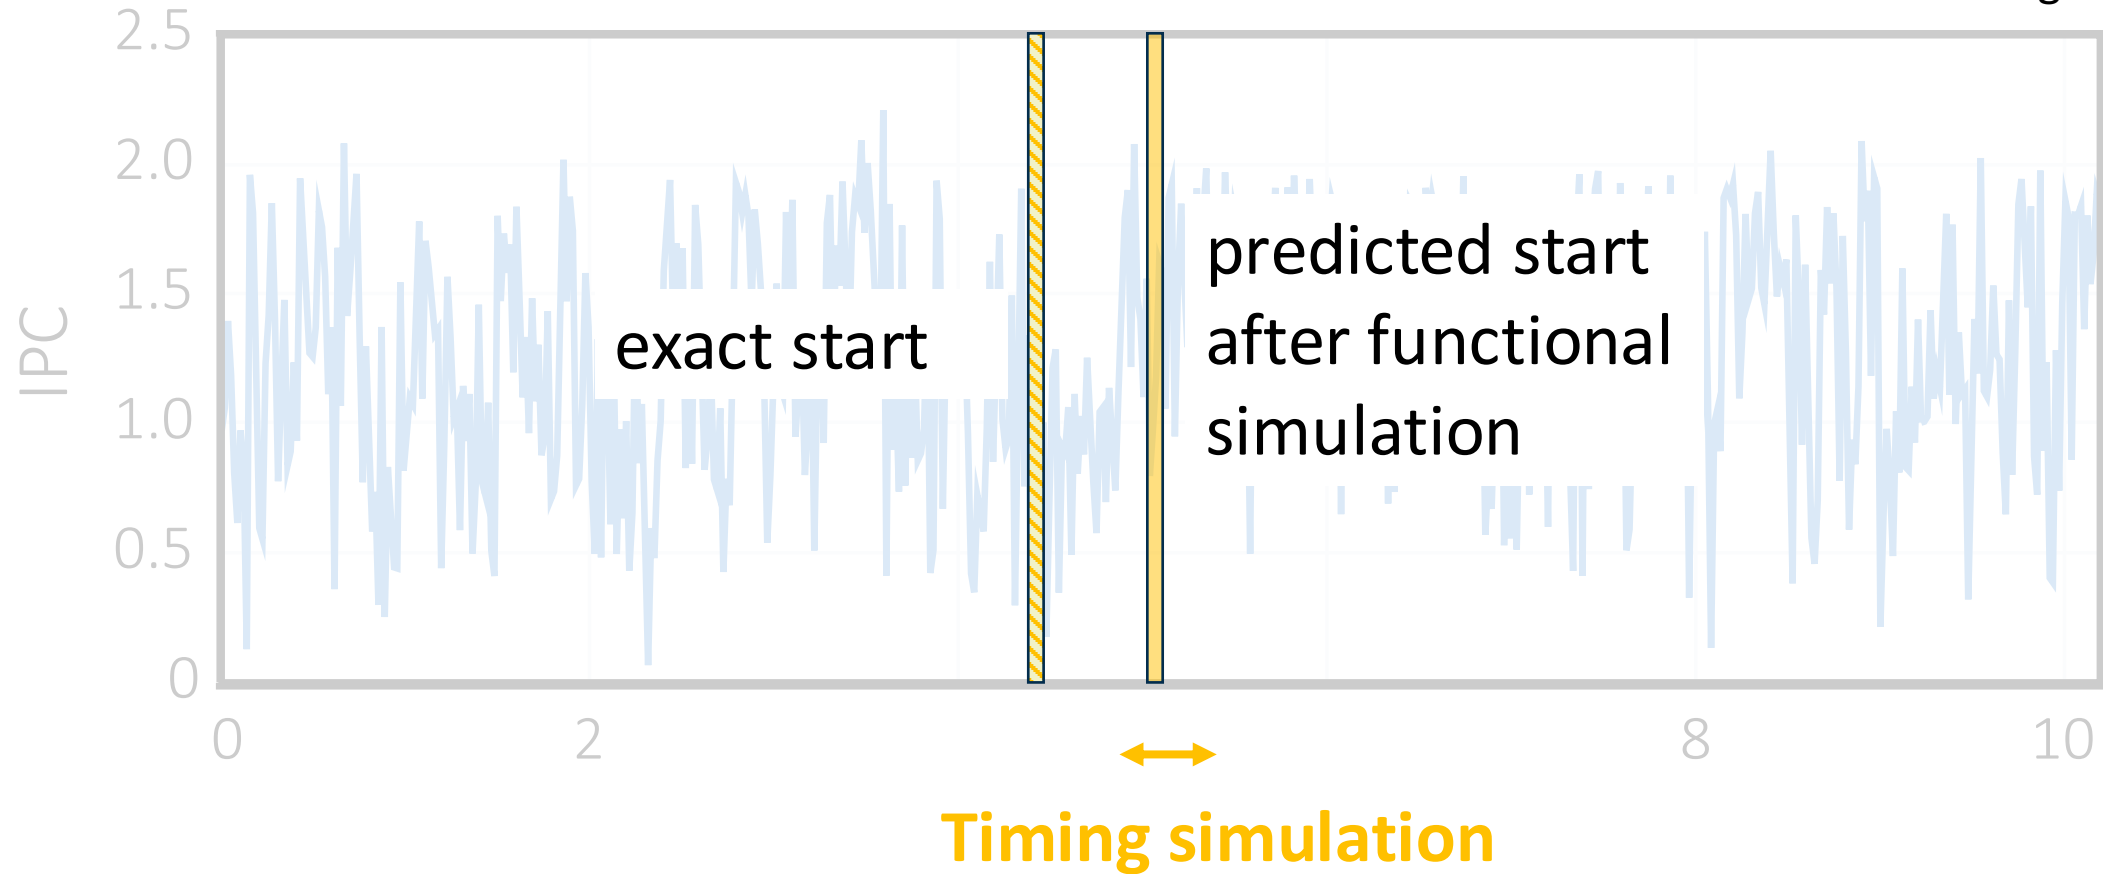 2.5
2.0
1.5
1.0
0.5
0
IPC
exact start
predicted start
after functional
simulation
0 2 8 10
Timing simulation